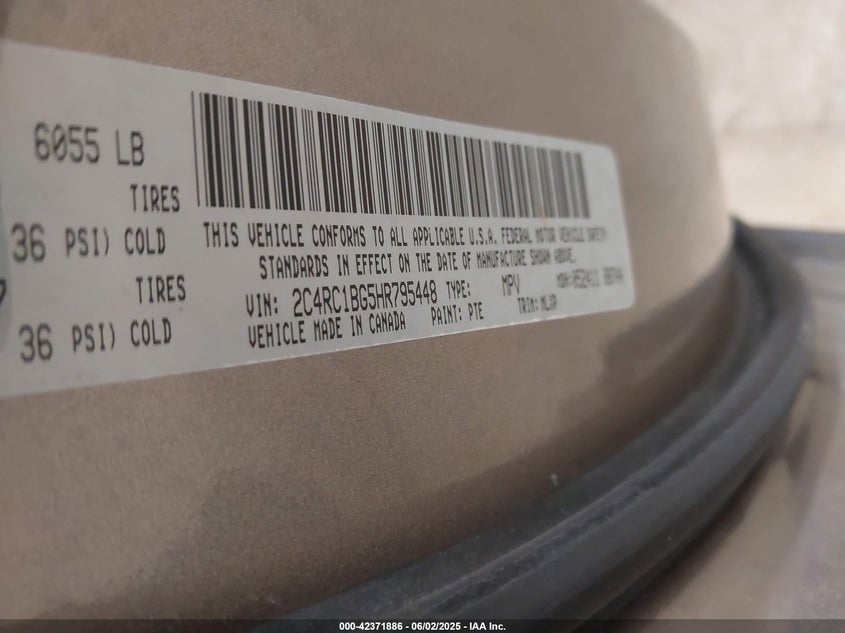 6055 LB
TIRES
36 PSI) COLD
TIRES
36 PSI) COLD
THIS VEHICLE CONFORMS TO ALL APPLICABLE U.S.A. FEDERAL MOTOR VEHICLE SAFETY
STANDARDS IN EFFECT ON THE DATE OF MANUFACTURE SHOWN ABOVE.
VIN: 2C4RC1BG5HR795448 TYPE: MPV MDH:
VEHICLE MADE IN CANADA PAINT: PTE TRIM:
000-42371886 / 06/02/2025 - IAA Inc.